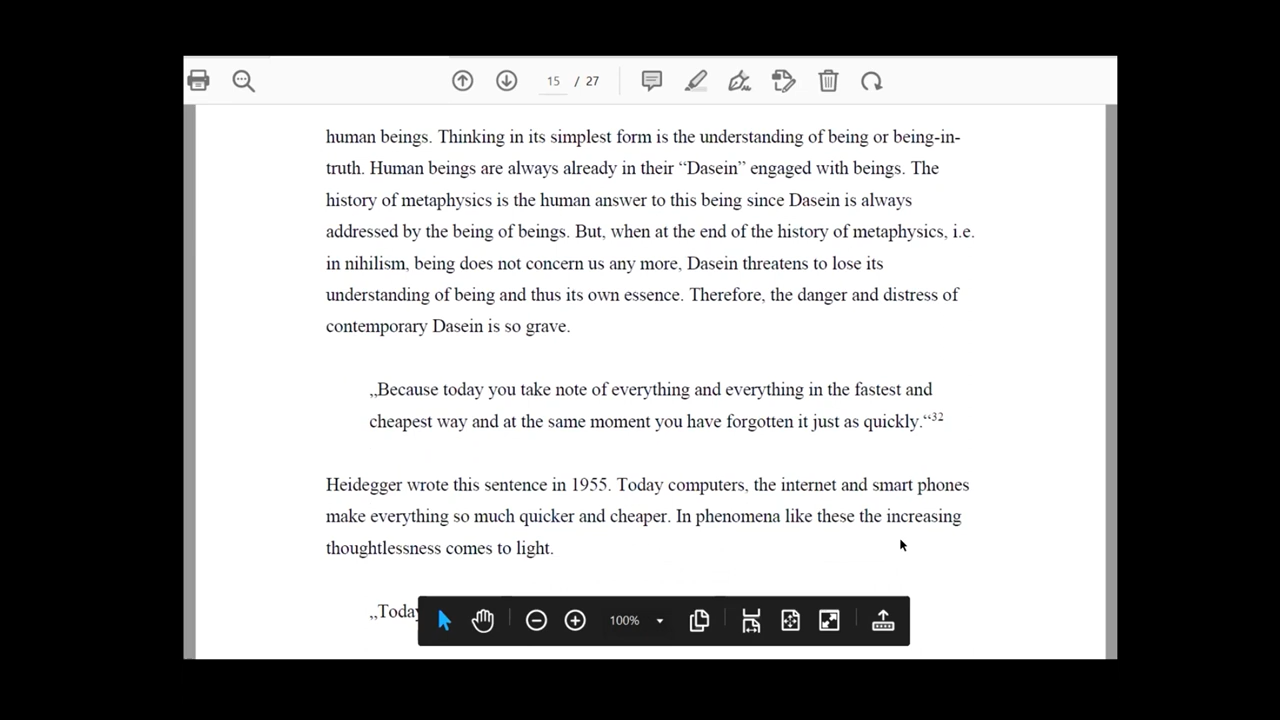 15 / 27
human beings. Thinking in its simplest form is the understanding of being or being-in-
truth. Human beings are always already in their “Dasein” engaged with beings. The
history of metaphysics is the human answer to this being since Dasein is always
addressed by the being of beings. But, when at the end of the history of metaphysics, i.e.
in nihilism, being does not concern us any more, Dasein threatens to lose its
understanding of being and thus its own essence. Therefore, the danger and distress of
contemporary Dasein is so grave.
„Because today you take note of everything and everything in the fastest and
cheapest way and at the same moment you have forgotten it just as quickly.“32
Heidegger wrote this sentence in 1955. Today computers, the internet and smart phones
make everything so much quicker and cheaper. In phenomena like these the increasing
thoughtlessness comes to light.
„Today
100%